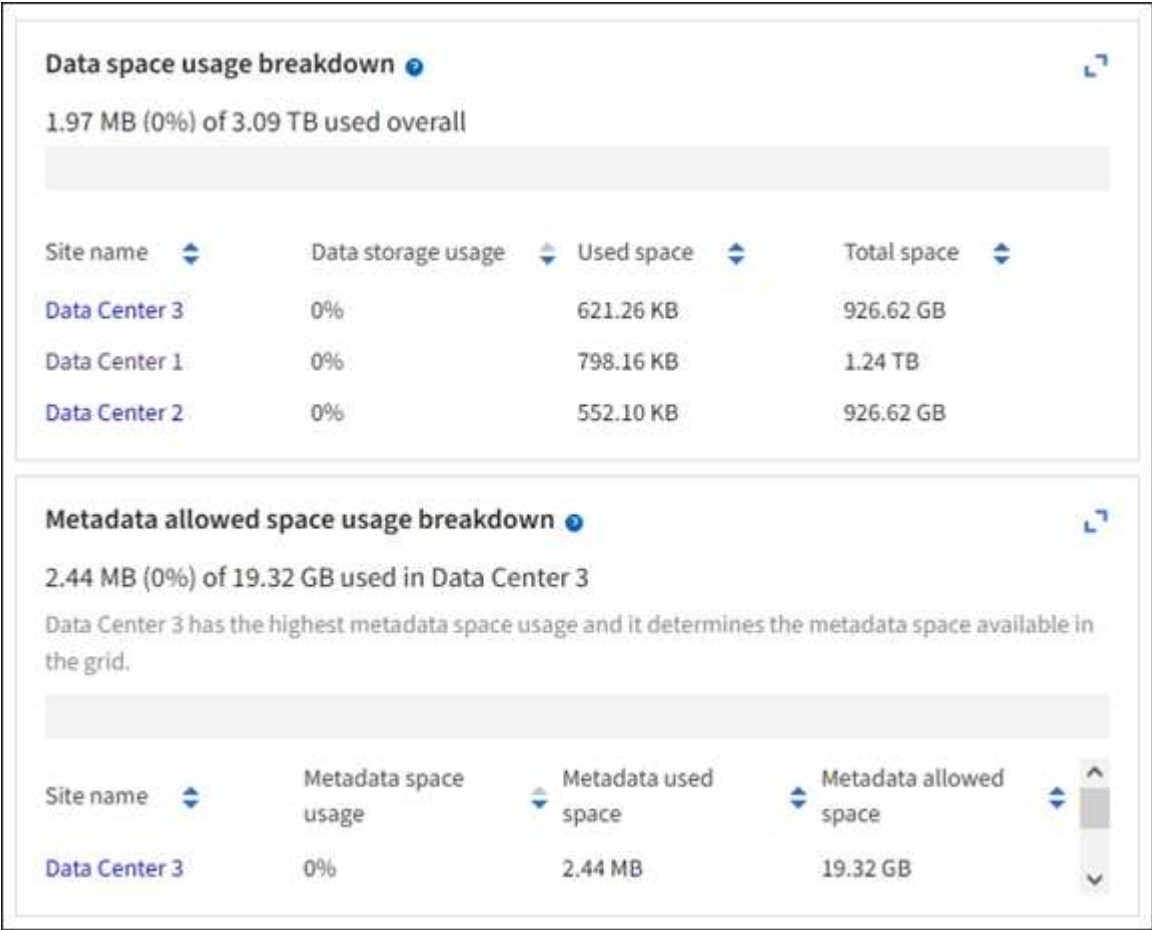 Data space usage breakdown ?
1.97 MB (0%) of 3.09 TB used overall
Site name Data storage usage Used space Total space
Data Center 3 0% 621.26 KB 926.62 GB
Data Center 1 0% 798.16 KB 1.24 TB
Data Center 2 0% 552.10 KB 926.62 GB
Metadata allowed space usage breakdown ?
2.44 MB (0%) of 19.32 GB used in Data Center 3
Data Center 3 has the highest metadata space usage and it determines the metadata space available in
the grid.
Site name Metadata space usage Metadata used space Metadata allowed space
Data Center 3 0% 2.44 MB 19.32 GB